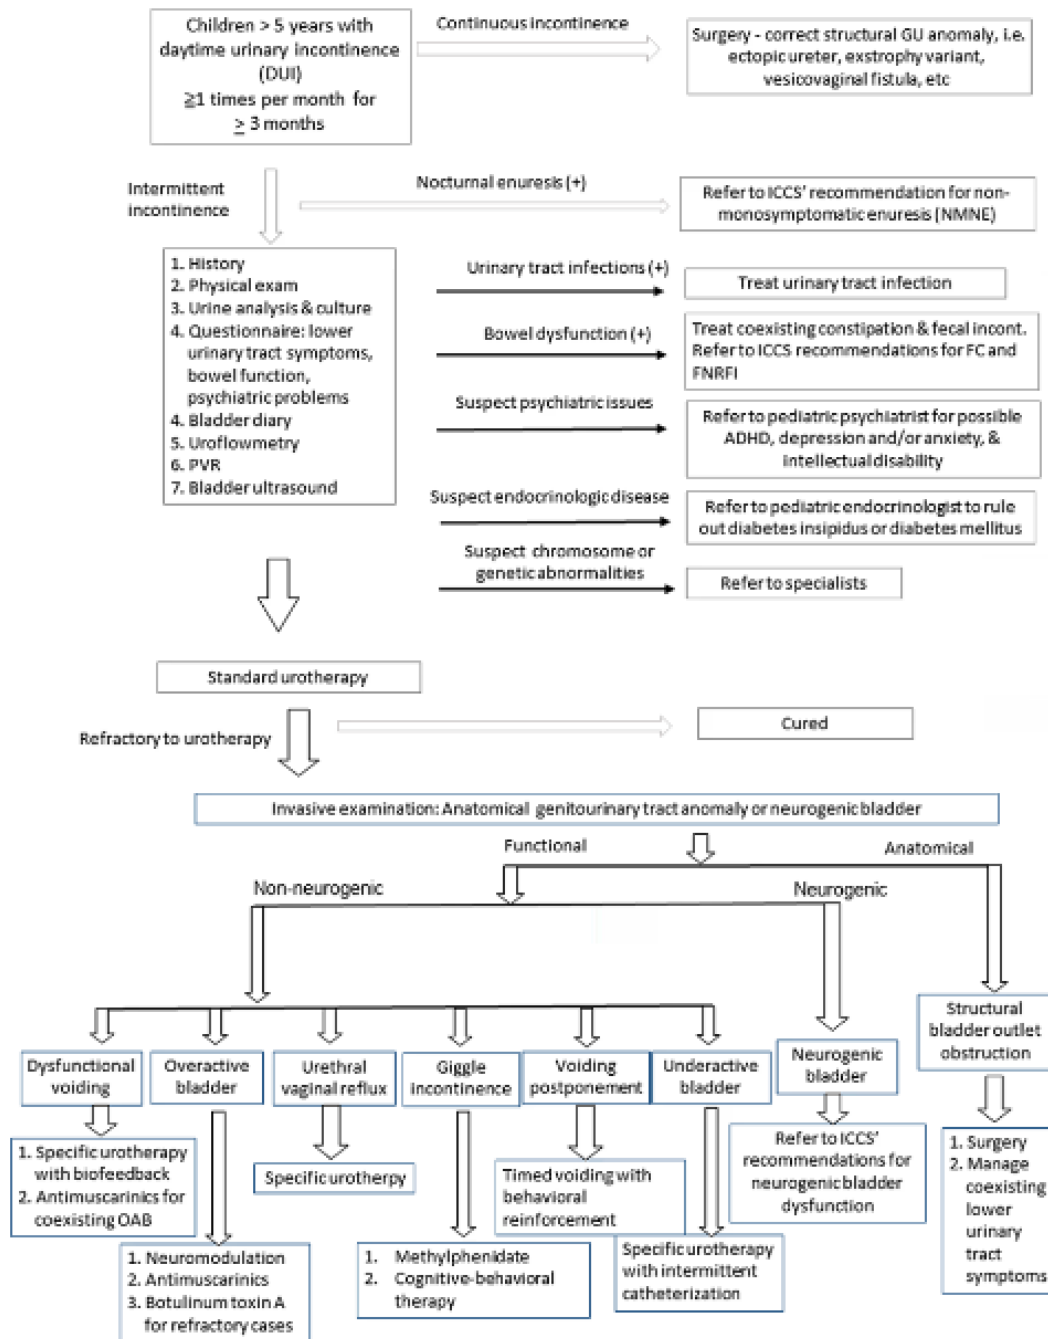 Children > 5 years with
daytime urinary incontinence
(DUI)
≥1 times per month for
≥ 3 months
Continuous incontinence
Surgery - correct structural GU anomaly, i.e.
ectopic ureter, exstrophy variant,
vesicovaginal fistula, etc
Intermittent
incontinence
Nocturnal enuresis (+)
Refer to ICCS' recommendation for non-
monosymptomatic enuresis (NMNE)
1. History
2. Physical exam
3. Urine analysis & culture
4. Questionnaire: lower
urinary tract symptoms,
bowel function,
psychiatric problems
4. Bladder diary
5. Uroflowmetry
6. PVR
7. Bladder ultrasound
Urinary tract infections (+)
Treat urinary tract infection
Bowel dysfunction (+)
Treat coexisting constipation & fecal incont.
Refer to ICCS recommendations for FC and
FNRFI
Suspect psychiatric issues
Refer to pediatric psychiatrist for possible
ADHD, depression and/or anxiety, &
intellectual disability
Suspect endocrinologic disease
Refer to pediatric endocrinologist to rule
out diabetes insipidus or diabetes mellitus
Suspect chromosome or
genetic abnormalities
Refer to specialists
Standard urotherapy
Refractory to urotherapy
Cured
Invasive examination: Anatomical genitourinary tract anomaly or neurogenic bladder
Functional
Anatomical
Non-neurogenic
Neurogenic
Dysfunctional
voiding
Overactive
bladder
Urethral
vaginal reflux
Giggle
incontinence
Voiding
postponement
Underactive
bladder
Neurogenic
bladder
Structural
bladder outlet
obstruction
1. Specific urotherapy
with biofeedback
2. Antimuscarinics for
coexisting OAB
1. Neuromodulation
2. Antimuscarinics
3. Botulinum toxin A
for refractory cases
Specific urotherpy
1. Methylphenidate
2. Cognitive-behavioral
therapy
Timed voiding with
behavioral
reinforcement
Specific urotherapy
with intermittent
catheterization
Refer to ICCS'
recommendations for
neurogenic bladder
dysfunction
1. Surgery
2. Manage
coexisting
lower
urinary
tract
symptoms